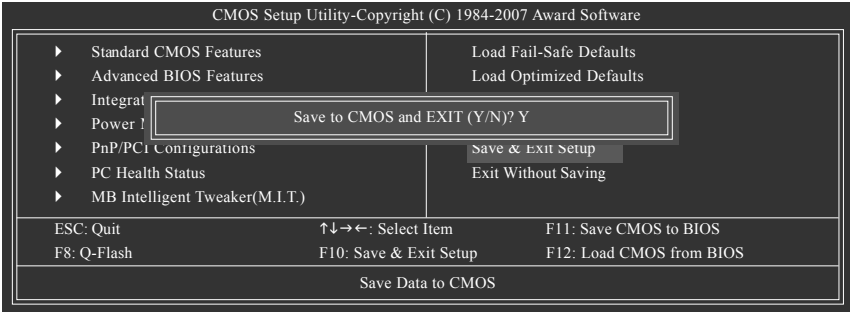 CMOS Setup Utility-Copyright (C) 1984-2007 Award Software
Standard CMOS Features
Advanced BIOS Features
Power
PnP/PCI Configurations
PC Health Status
MB Intelligent Tweaker(M.I.T.)
Load Fail-Safe Defaults
Load Optimized Defaults
Save & Exit Setup
Exit Without Saving
Save to CMOS and EXIT (Y/N)? Y
ESC: Quit ↑↓→←: Select Item F11: Save CMOS to BIOS
F8: Q-Flash F10: Save & Exit Setup F12: Load CMOS from BIOS
Save Data to CMOS